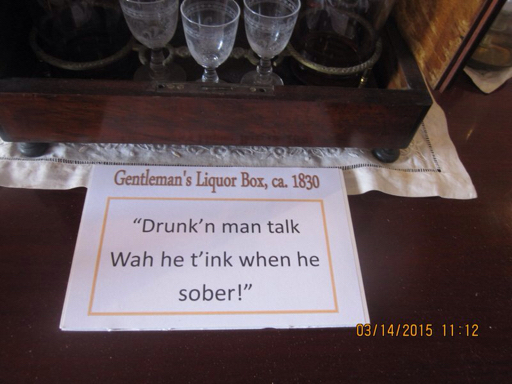 Gentleman's Liquor Box, ca. 1830
“Drunk’n man talk
Wah he t’ink when he
sober!”
03/14/2015 11:12